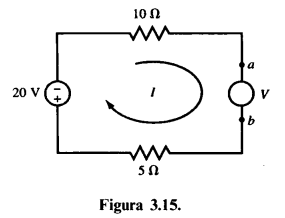 10 Ω
a
20 V
- +
I
V
b
5 Ω
Figura 3.15.